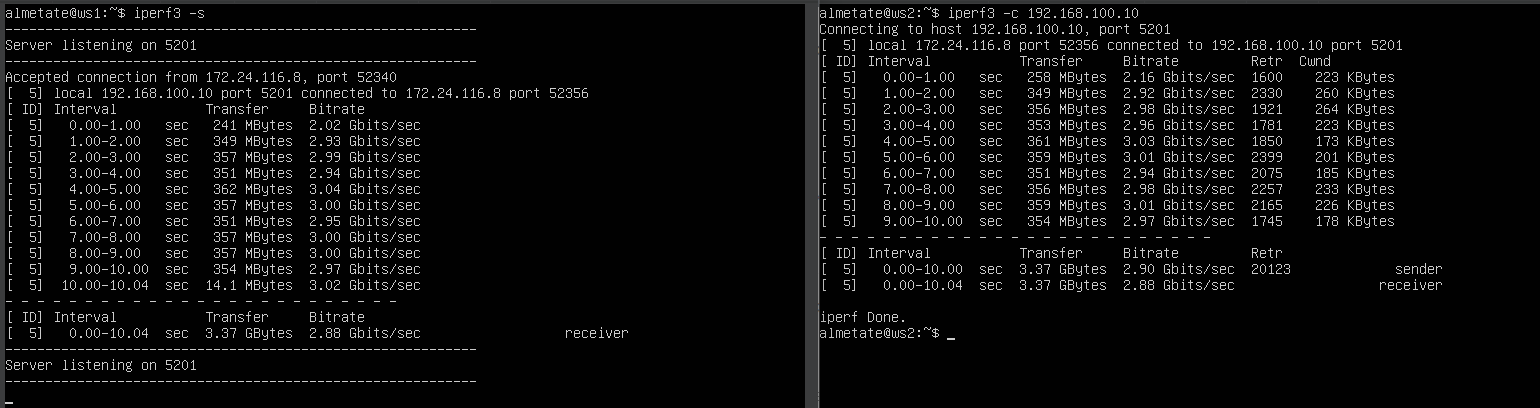 almetate@ws1:~$ iperf3 -s
-----------------------------------------------------------
Server listening on 5201
-----------------------------------------------------------
Accepted connection from 172.24.116.8, port 52340
[  5] local 192.168.100.10 port 5201 connected to 172.24.116.8 port 52356
[ ID] Interval           Transfer     Bitrate
[  5]   0.00-1.00   sec   241 MBytes  2.02 Gbits/sec
[  5]   1.00-2.00   sec   349 MBytes  2.93 Gbits/sec
[  5]   2.00-3.00   sec   357 MBytes  2.99 Gbits/sec
[  5]   3.00-4.00   sec   351 MBytes  2.94 Gbits/sec
[  5]   4.00-5.00   sec   362 MBytes  3.04 Gbits/sec
[  5]   5.00-6.00   sec   357 MBytes  3.00 Gbits/sec
[  5]   6.00-7.00   sec   351 MBytes  2.95 Gbits/sec
[  5]   7.00-8.00   sec   357 MBytes  3.00 Gbits/sec
[  5]   8.00-9.00   sec   357 MBytes  3.00 Gbits/sec
[  5]   9.00-10.00  sec   354 MBytes  2.97 Gbits/sec
[  5]  10.00-10.04  sec  14.1 MBytes  3.02 Gbits/sec
- - - - - - - - - - - - - - - - - - - - - - - - -
[ ID] Interval           Transfer     Bitrate
[  5]   0.00-10.04  sec  3.37 GBytes  2.88 Gbits/sec                  receiver
-----------------------------------------------------------
Server listening on 5201
-----------------------------------------------------------
almetate@ws2:~$ iperf3 -c 192.168.100.10
Connecting to host 192.168.100.10, port 5201
[  5] local 172.24.116.8 port 52356 connected to 192.168.100.10 port 5201
[ ID] Interval           Transfer     Bitrate         Retr  Cwnd
[  5]   0.00-1.00   sec   258 MBytes  2.16 Gbits/sec  1600    223 KBytes
[  5]   1.00-2.00   sec   349 MBytes  2.92 Gbits/sec  2330    260 KBytes
[  5]   2.00-3.00   sec   356 MBytes  2.98 Gbits/sec  1921    264 KBytes
[  5]   3.00-4.00   sec   353 MBytes  2.96 Gbits/sec  1781    223 KBytes
[  5]   4.00-5.00   sec   361 MBytes  3.03 Gbits/sec  1850    173 KBytes
[  5]   5.00-6.00   sec   359 MBytes  3.01 Gbits/sec  2399    201 KBytes
[  5]   6.00-7.00   sec   351 MBytes  2.94 Gbits/sec  2075    185 KBytes
[  5]   7.00-8.00   sec   356 MBytes  2.98 Gbits/sec  2257    233 KBytes
[  5]   8.00-9.00   sec   359 MBytes  3.01 Gbits/sec  2165    226 KBytes
[  5]   9.00-10.00  sec   354 MBytes  2.97 Gbits/sec  1745    178 KBytes
- - - - - - - - - - - - - - - - - - - - - - - - -
[ ID] Interval           Transfer     Bitrate         Retr
[  5]   0.00-10.00  sec  3.37 GBytes  2.90 Gbits/sec  20123             sender
[  5]   0.00-10.04  sec  3.37 GBytes  2.88 Gbits/sec                  receiver
iperf Done.
almetate@ws2:~$ _